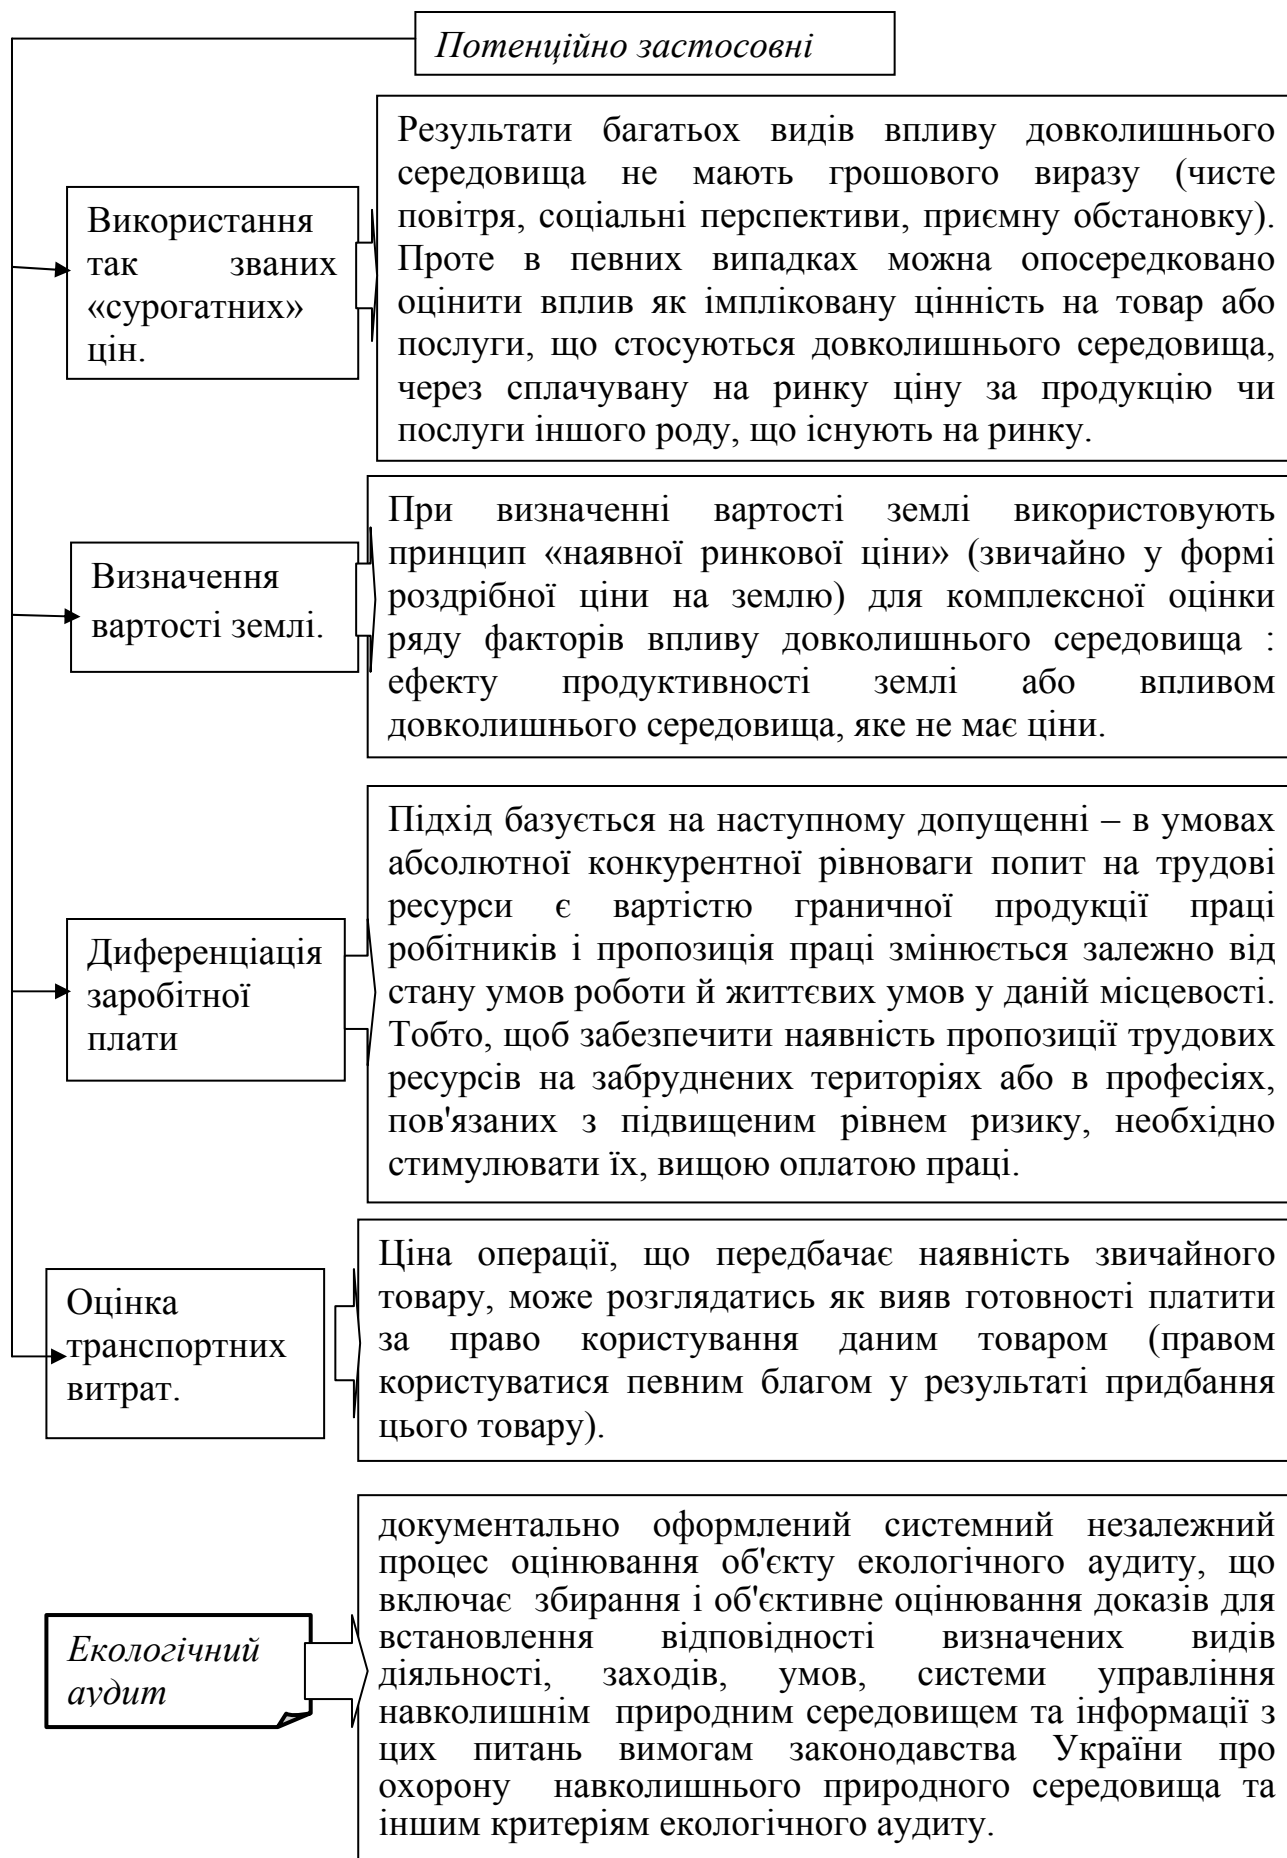 Потенційно застосовні
Використання
так званих
«сурогатних»
цін.
Результати багатьох видів впливу довколишнього
середовища не мають грошового виразу (чисте
повітря, соціальні перспективи, приємну обстановку).
Проте в певних випадках можна опосередковано
оцінити вплив як імпліковану цінність на товар або
послуги, що стосуються довколишнього середовища,
через сплачувану на ринку ціну за продукцію чи
послуги іншого роду, що існують на ринку.
Визначення
вартості землі.
При визначенні вартості землі використовують
принцип «наявної ринкової ціни» (звичайно у формі
роздрібної ціни на землю) для комплексної оцінки
ряду факторів впливу довколишнього середовища :
ефекту продуктивності землі або впливом
довколишнього середовища, яке не має ціни.
Диференціація
заробітної
плати
Підхід базується на наступному допущенні – в умовах
абсолютної конкурентної рівноваги попит на трудові
ресурси є вартістю граничної продукції праці
робітників і пропозиція праці змінюється залежно від
стану умов роботи й життєвих умов у даній місцевості.
Тобто, щоб забезпечити наявність пропозиції трудових
ресурсів на забруднених територіях або в професіях,
пов'язаних з підвищеним рівнем ризику, необхідно
стимулювати їх, вищою оплатою праці.
Оцінка
транспортних
витрат.
Ціна операції, що передбачає наявність звичайного
товару, може розглядатись як вияв готовності платити
за право користування даним товаром (правом
користуватися певним благом у результаті придбання
цього товару).
Екологічний
аудит
документально оформлений системний незалежний
процес оцінювання об'єкту екологічного аудиту, що
включає збирання і об'єктивне оцінювання доказів для
встановлення відповідності визначених видів
діяльності, заходів, умов, системи управління
навколишнім природним середовищем та інформації з
цих питань вимогам законодавства України про
охорону навколишнього природного середовища та
іншим критеріям екологічного аудиту.